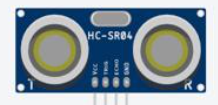 HC-SR04
VCC
TRIG
ECHO
GND
T
R